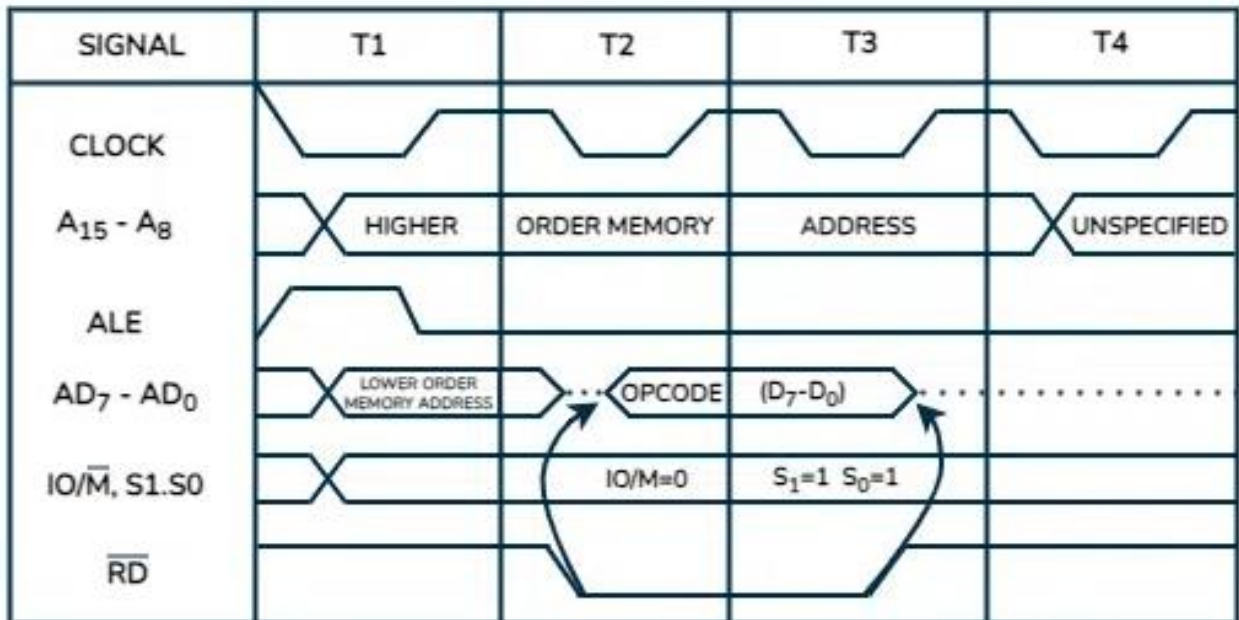 SIGNAL T1 T2 T3 T4
CLOCK
A₁₅ - A₈ HIGHER ORDER MEMORY ADDRESS UNSPECIFIED
ALE
AD₇ - AD₀ LOWER ORDER MEMORY ADDRESS OPCODE (D₇-D₀)
IO/M̅, S1.S0 IO/M=0 S₁=1 S₀=1
R̅D̅